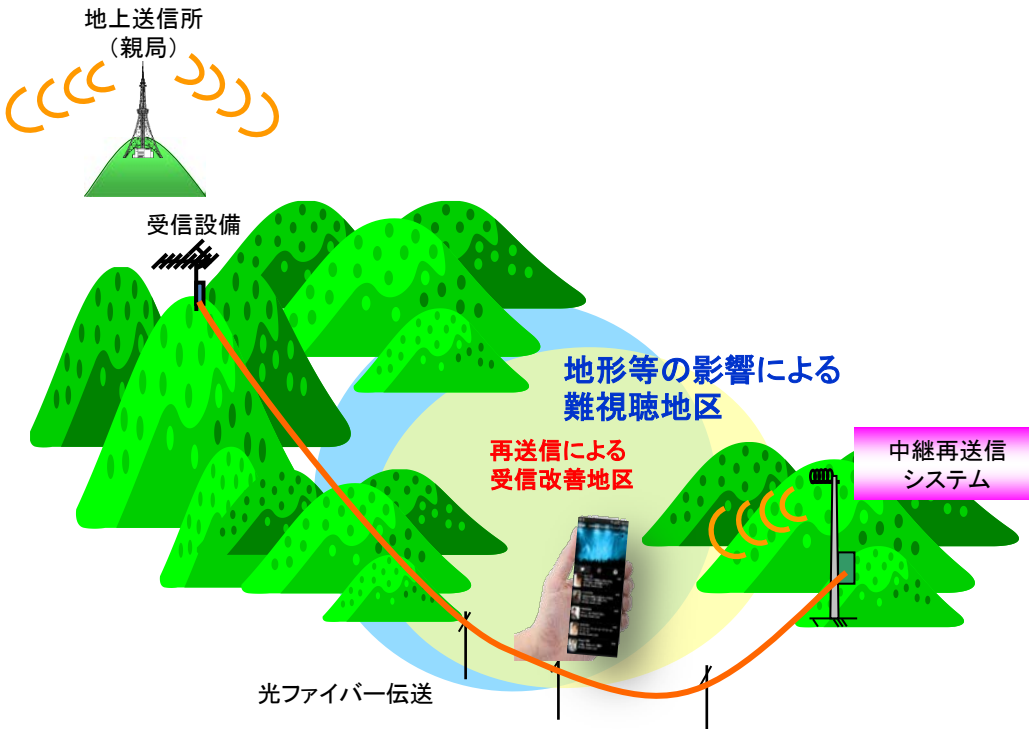 地上送信所
（親局）
受信設備
地形等の影響による
難視聴地区
再送信による
受信改善地区
中継再送信
システム
光ファイバー伝送